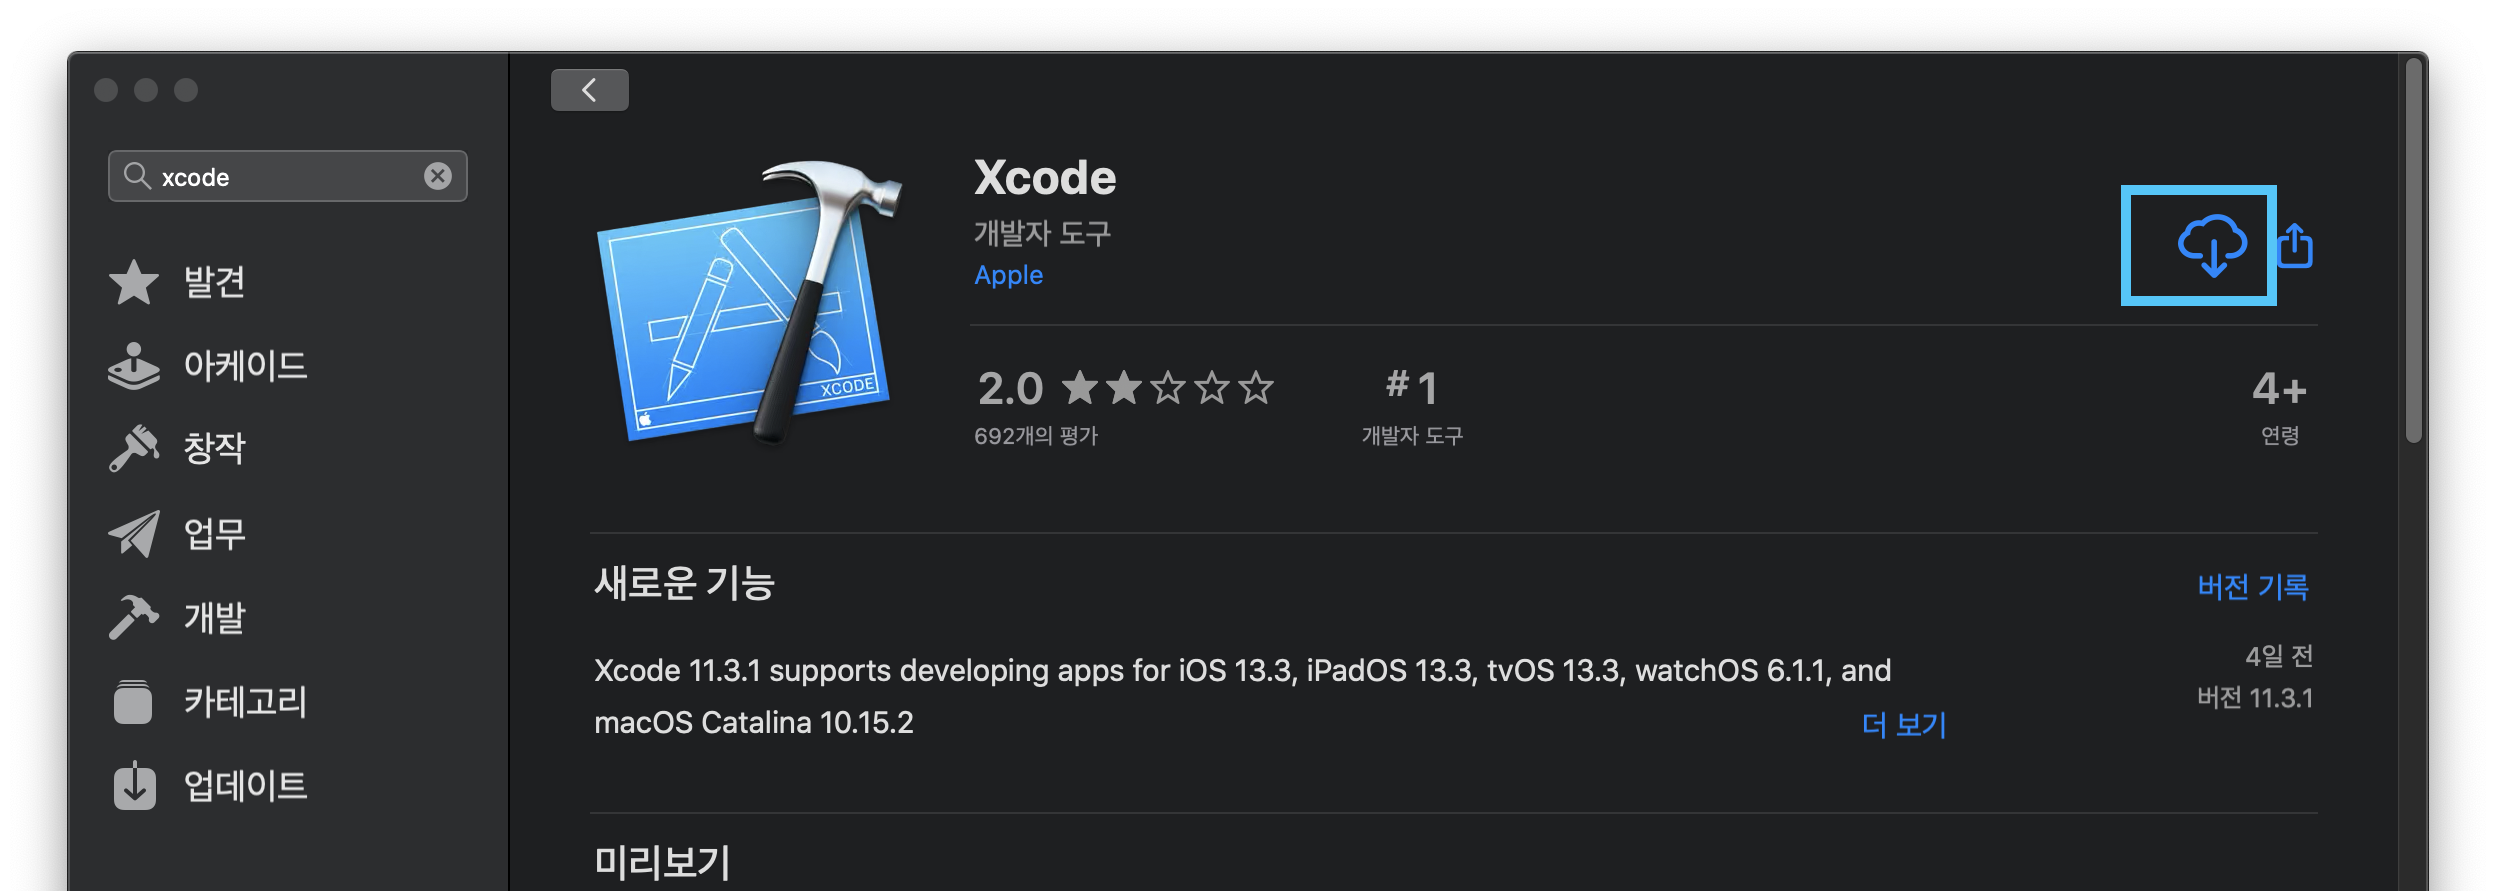 xcode
발견
아케이드
창작
업무
개발
카테고리
업데이트
XCODE
Xcode
개발자 도구
Apple
2.0
692개의 평가
#1
개발자 도구
4+
연령
새로운 기능
버전 기록
Xcode 11.3.1 supports developing apps for iOS 13.3, iPadOS 13.3, tvOS 13.3, watchOS 6.1.1, and
macOS Catalina 10.15.2
더 보기
4일 전
버전 11.3.1
미리보기